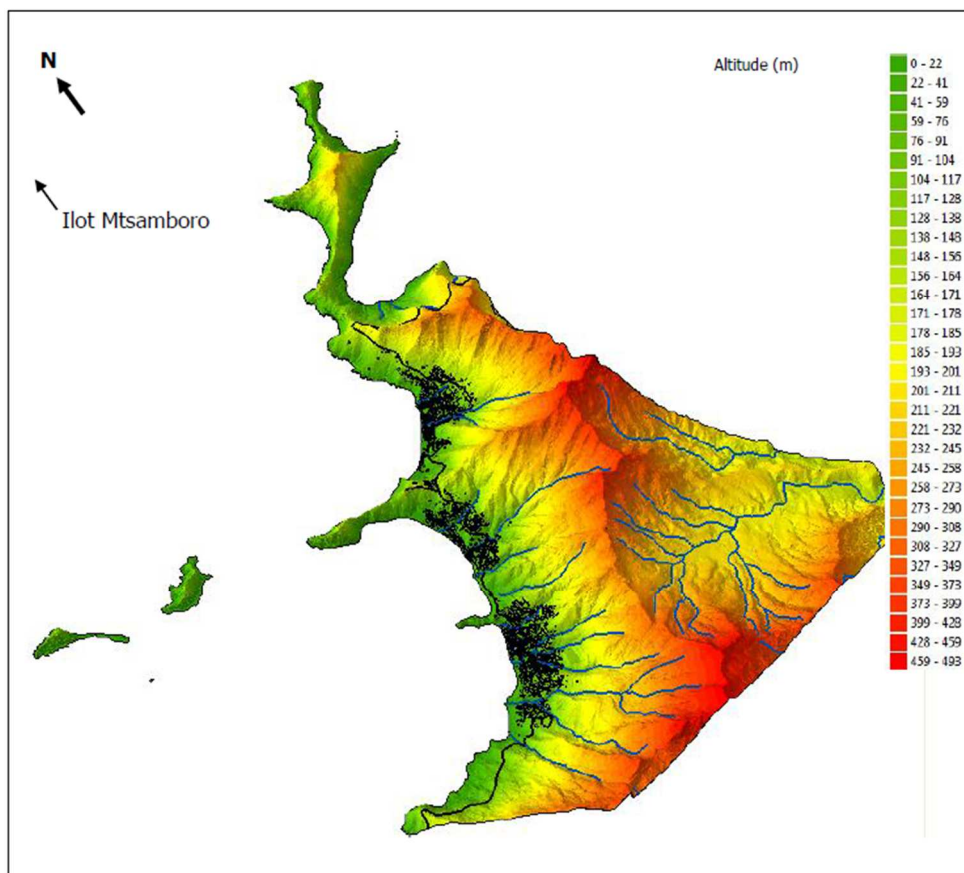 N
Altitude (m)
Ilot Mtsamboro
0 - 22
22 - 41
41 - 59
59 - 76
76 - 91
91 - 104
104 - 117
117 - 128
128 - 138
138 - 148
148 - 156
156 - 164
164 - 171
171 - 178
178 - 185
185 - 193
193 - 201
201 - 211
211 - 221
221 - 232
232 - 245
245 - 258
258 - 273
273 - 290
290 - 308
308 - 327
327 - 349
349 - 373
373 - 399
399 - 428
428 - 459
459 - 493